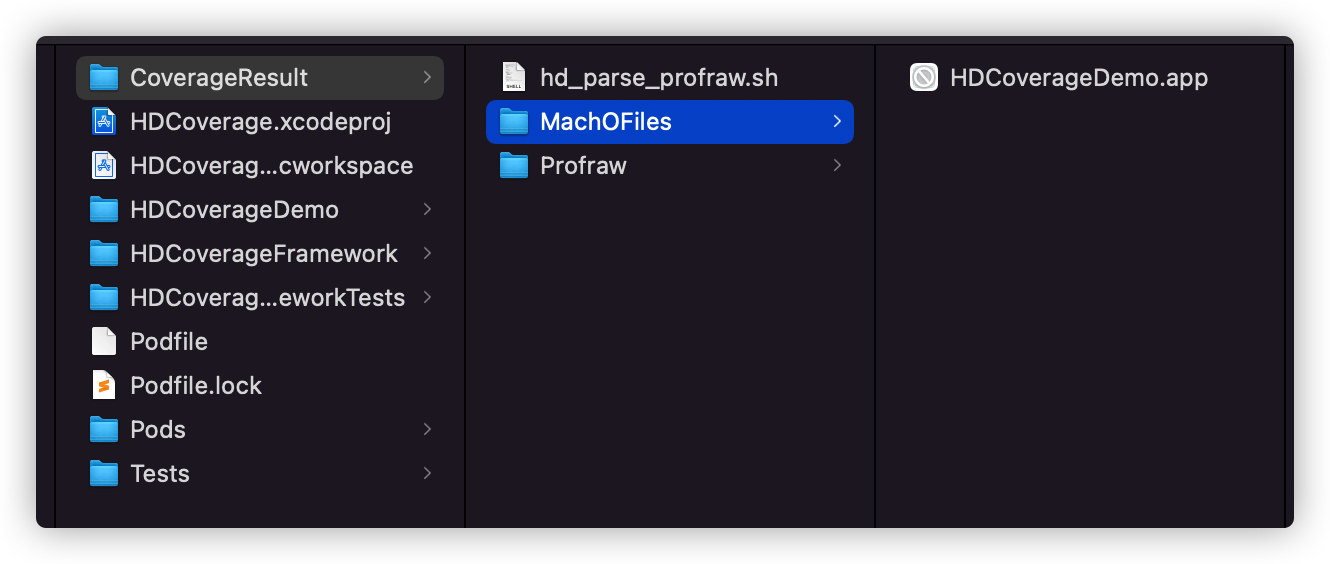 CoverageResult
HDCoverage.xcodeproj
HDCoverag...cworkspace
HDCoverageDemo
HDCoverageFramework
HDCoverag...eworkTests
Podfile
Podfile.lock
Pods
Tests
hd_parse_profraw.sh
MachOFiles
Profraw
HDCoverageDemo.app